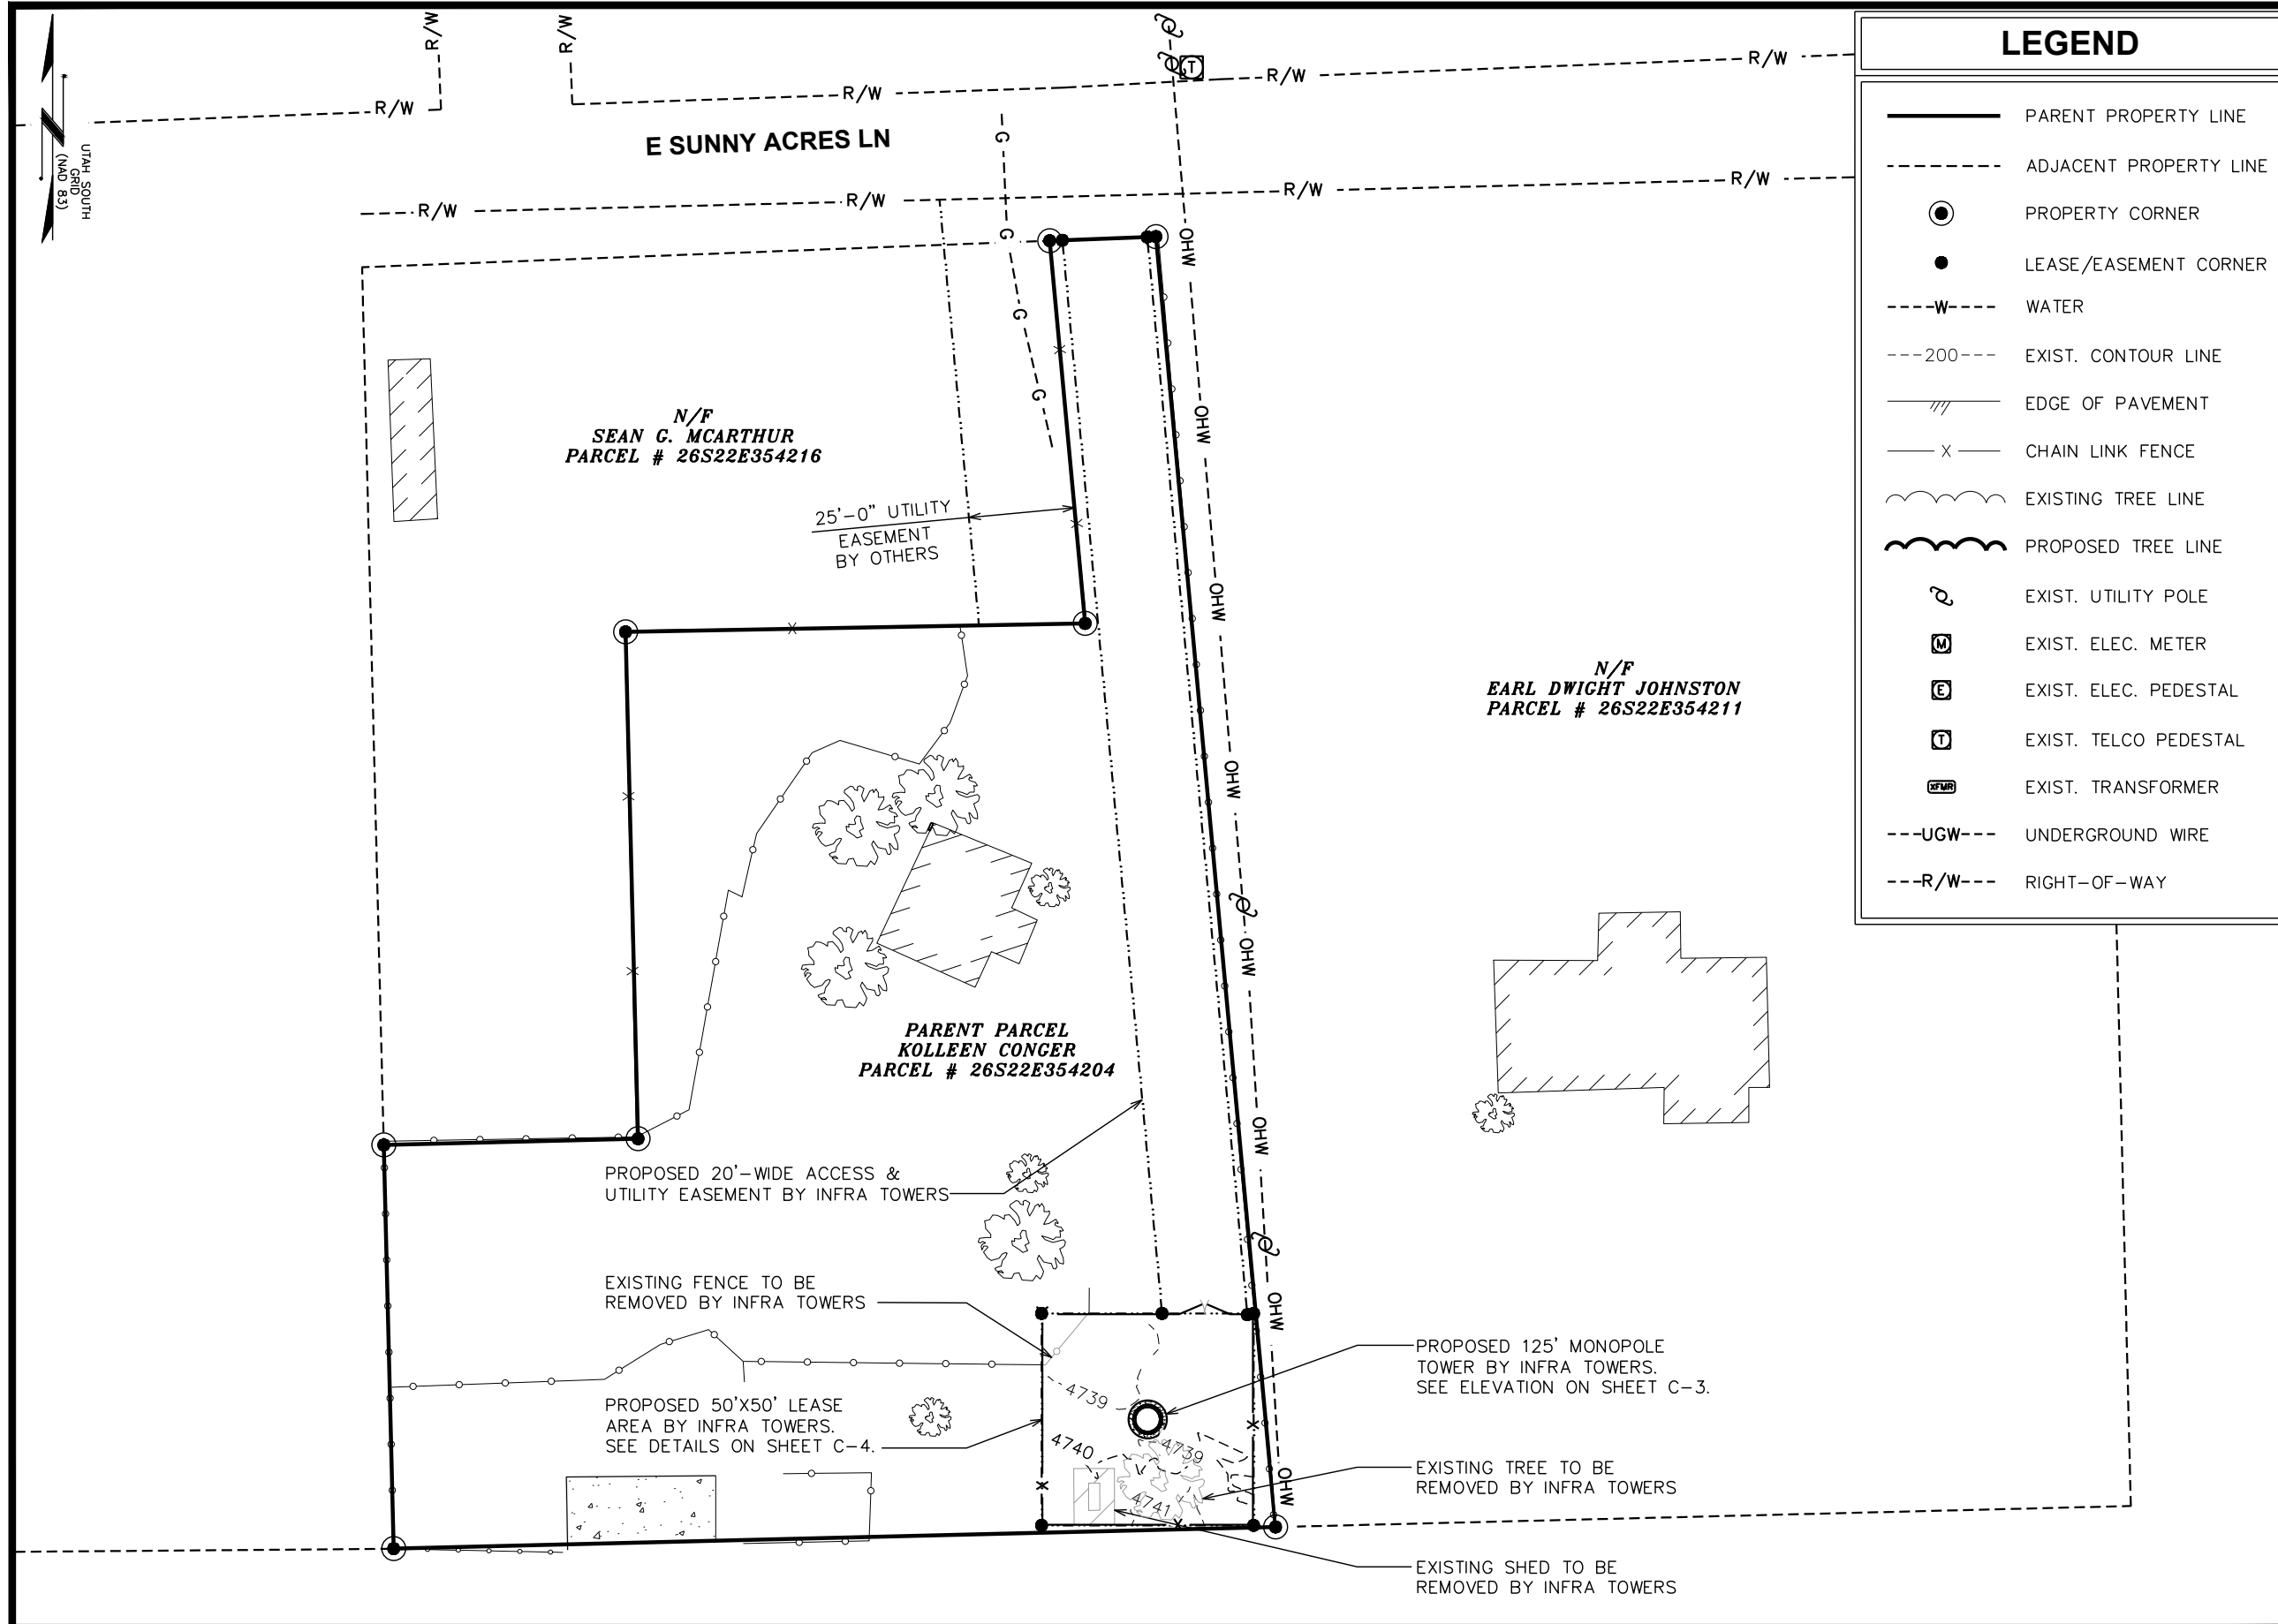 R/W
R/W
R/W
R/W
R/W
R/W
T
UTAH SOUTH
GRID
(NAD 83)
E SUNNY ACRES LN
R/W
R/W
R/W
R/W
G
G
G
G
OHW
OHW
OHW
OHW
OHW
OHW
OHW
OHW
N/F
SEAN G. MCARTHUR
PARCEL # 26S22E354216
25'-0" UTILITY
EASEMENT
BY OTHERS
N/F
EARL DWIGHT JOHNSTON
PARCEL # 26S22E354211
PARENT PARCEL
KOLLEEN CONGER
PARCEL # 26S22E354204
PROPOSED 20'-WIDE ACCESS &
UTILITY EASEMENT BY INFRA TOWERS
EXISTING FENCE TO BE
REMOVED BY INFRA TOWERS
PROPOSED 50'X50' LEASE
AREA BY INFRA TOWERS.
SEE DETAILS ON SHEET C-4.
4739
4740
4739
4741
PROPOSED 125' MONOPOLE
TOWER BY INFRA TOWERS.
SEE ELEVATION ON SHEET C-3.
EXISTING TREE TO BE
REMOVED BY INFRA TOWERS
EXISTING SHED TO BE
REMOVED BY INFRA TOWERS
LEGEND
PARENT PROPERTY LINE
ADJACENT PROPERTY LINE
PROPERTY CORNER
LEASE/EASEMENT CORNER
W WATER
200 EXIST. CONTOUR LINE
EDGE OF PAVEMENT
X CHAIN LINK FENCE
EXISTING TREE LINE
PROPOSED TREE LINE
EXIST. UTILITY POLE
M EXIST. ELEC. METER
E EXIST. ELEC. PEDESTAL
T EXIST. TELCO PEDESTAL
XFMR EXIST. TRANSFORMER
UGW UNDERGROUND WIRE
R/W RIGHT-OF-WAY